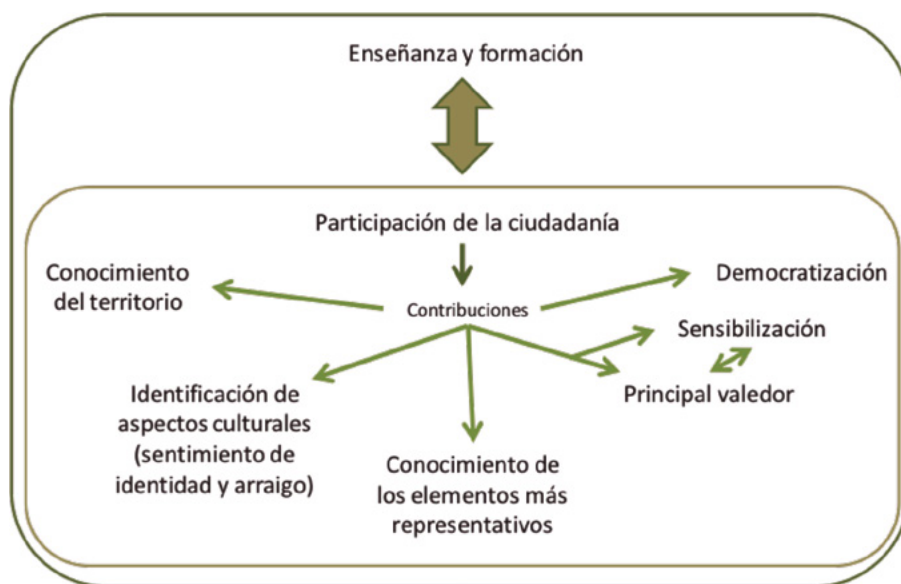 Enseñanza y formación
Participación de la ciudadanía
Conocimiento
del territorio
Contribuciones
Democratización
Sensibilización
Principal valedor
Identificación de
aspectos culturales
(sentimiento de
identidad y arraigo)
Conocimiento de
los elementos más
representativos